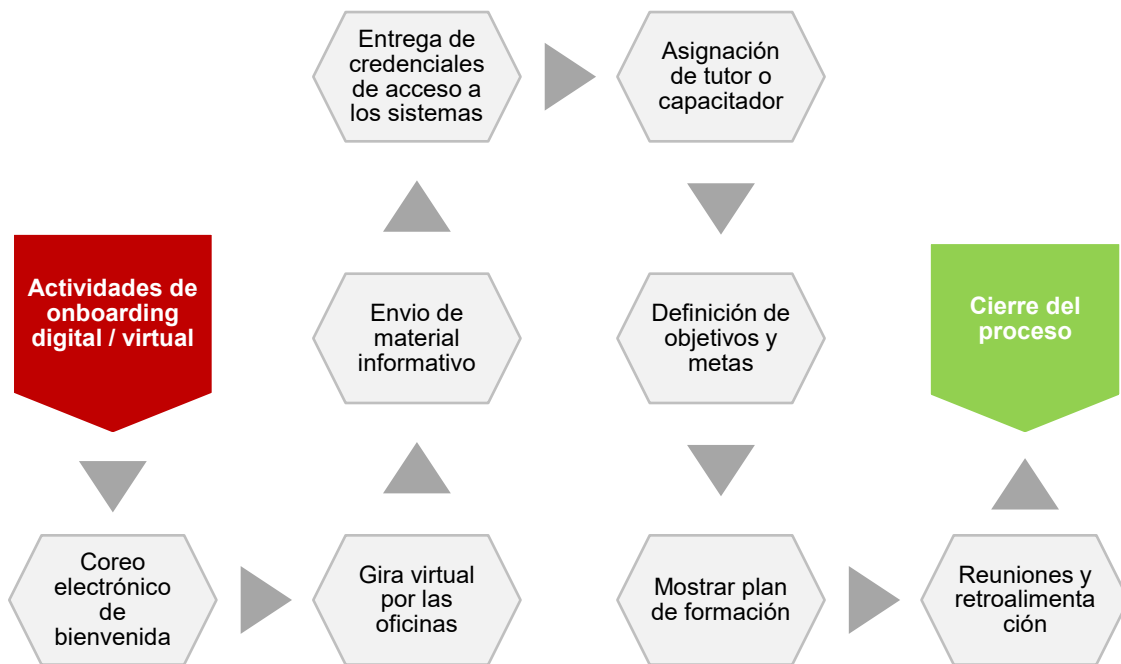 Actividades de
onboarding
digital / virtual
Coreo
electrónico
de
bienvenida
Gira virtual
por las
oficinas
Envio de
material
informativo
Entrega de
credenciales
de acceso a
los sistemas
Asignación
de tutor o
capacitador
Definición de
objetivos y
metas
Mostrar plan
de formación
Reuniones y
retroalimenta
ción
Cierre del
proceso